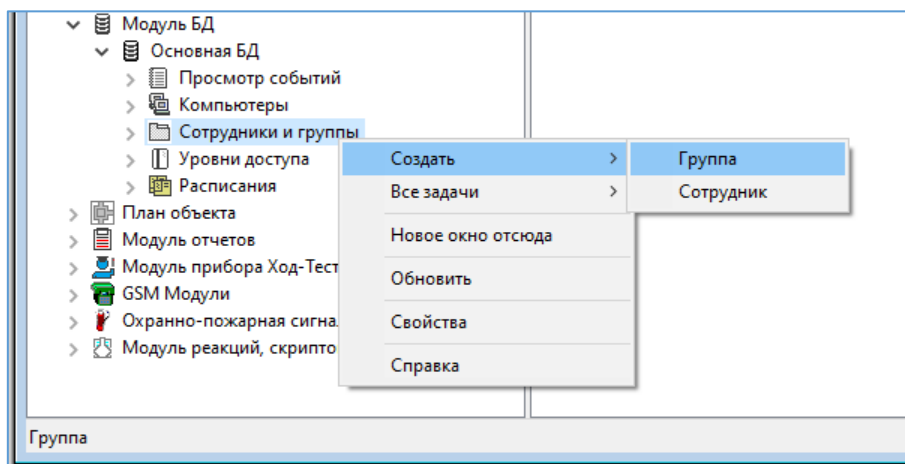 Модуль БД
Основная БД
Просмотр событий
Компьютеры
Сотрудники и группы
Уровни доступа
Расписания
План объекта
Модуль отчетов
Модуль прибора Ход-Тест
GSM Модули
Охранно-пожарная сигна
Модуль реакций, скрипто
Создать
Все задачи
Новое окно отсюда
Обновить
Свойства
Справка
Группа
Сотрудник
Группа